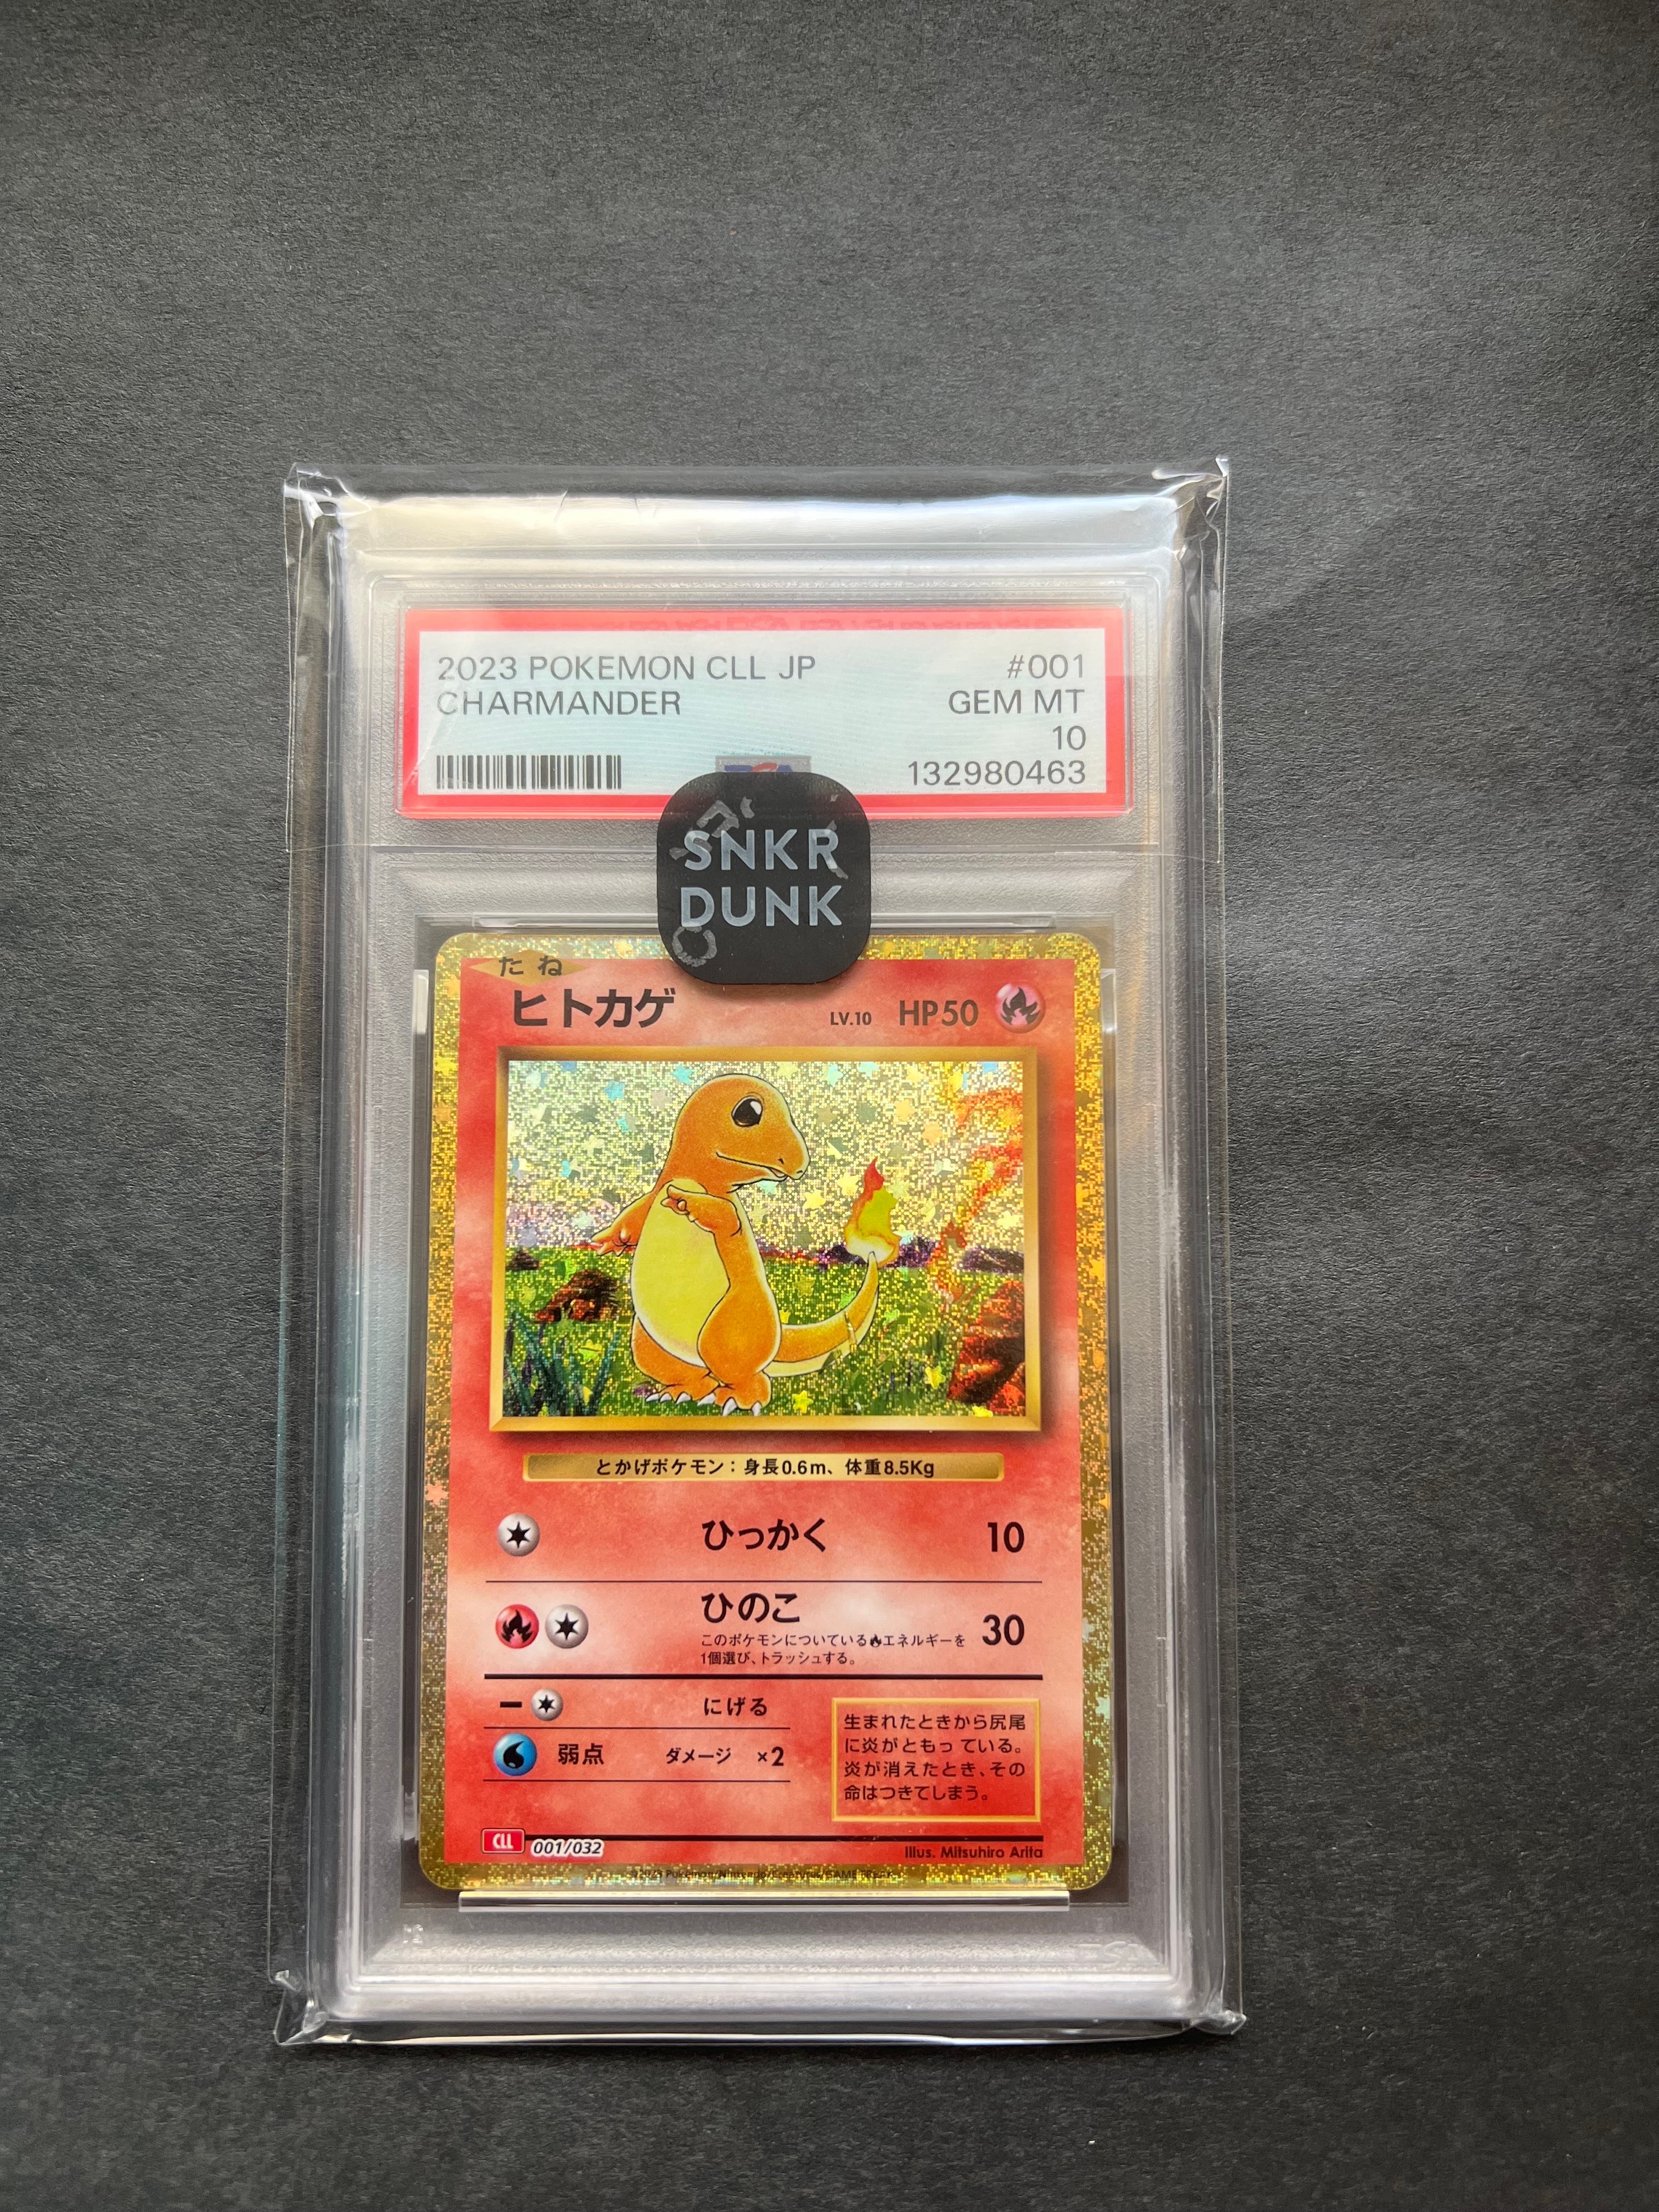 2023 POKEMON CLL JP #001
CHARMANDER GEM MT
10
132980463
SNKR
DUNK
たね
ヒトカゲ LV.10 HP50
とかげポケモン：身長0.6m、体重8.5Kg
ひっかく 10
ひのこ 30
このポケモンについているエネルギーを
1個選び、トラッシュする。
にげる
弱点 ダメージ ×2
生まれたときから尻尾
に炎がともっている。
炎が消えたとき、その
命はつきてしまう。
CLL 001/032
Illus. Mitsuhiro Arita